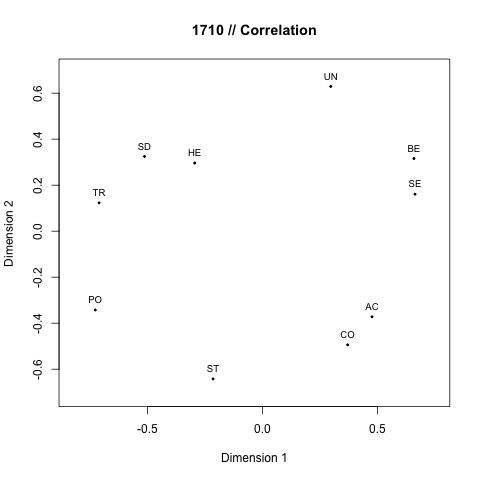 1710 // Correlation
UN
BE
SE
SD
HE
TR
PO
AC
CO
ST
0.6
0.4
0.2
0.0
-0.2
-0.4
-0.6
Dimension 2
-0.5 0.0 0.5
Dimension 1